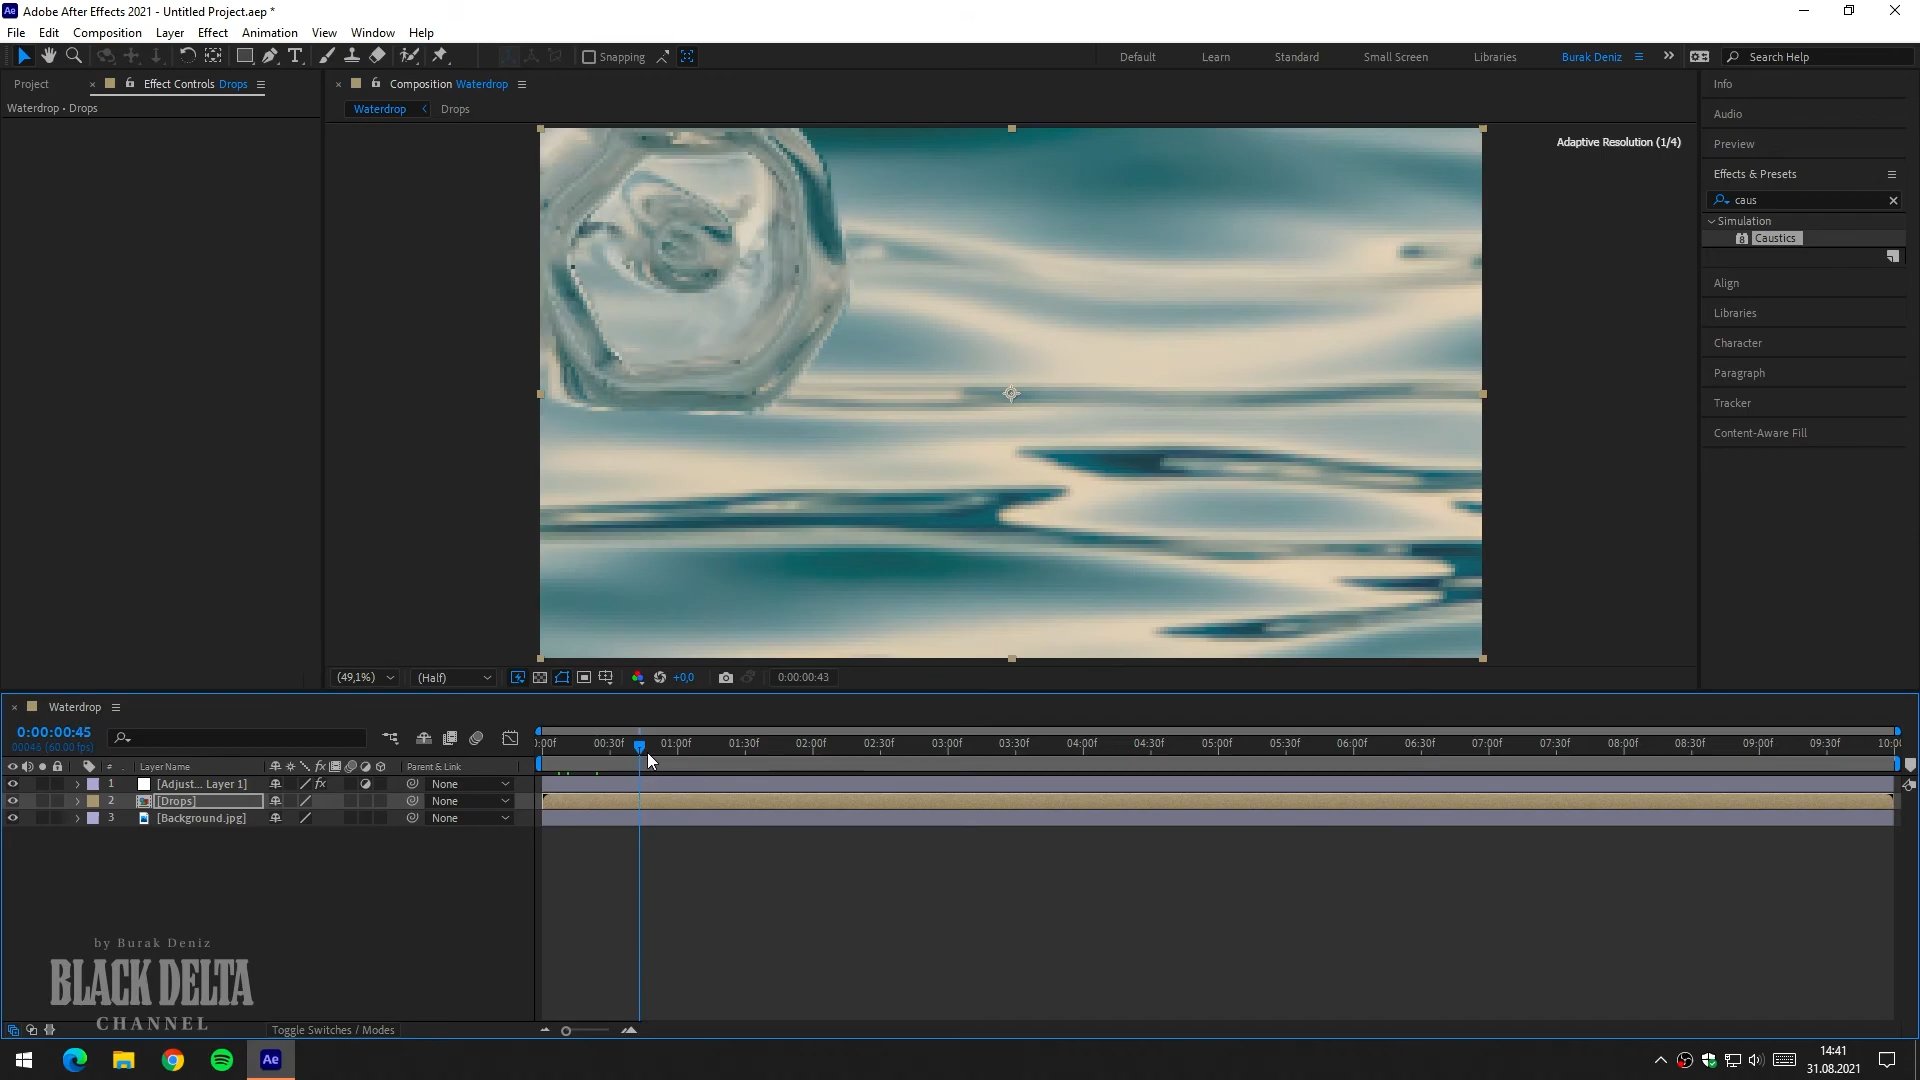 Adobe After Effects 2021 - Untitled Project.aep *
File Edit Composition Layer Effect Animation View Window Help
Snapping
Default Learn Standard Small Screen Libraries Burak Deniz
Search Help
Project Effect Controls Drops
Waterdrop • Drops
Composition Waterdrop
Waterdrop Drops
Adaptive Resolution (1/4)
Info
Audio
Preview
Effects & Presets
caus
Simulation
8 Caustics
Align
Libraries
Character
Paragraph
Tracker
Content-Aware Fill
(49,1%) (Half) +0,0 0:00:00:43
Waterdrop
0:00:00:45
(60.00 fps)
:00f 00:30f 01:00f 01:30f 02:00f 02:30f 03:00f 03:30f 04:00f 04:30f 05:00f 05:30f 06:00f 06:30f 07:00f 07:30f 08:00f 08:30f 09:00f 09:30f 10:00
# Layer Name fx Parent & Link
1 [Adjust... Layer 1] fx None
2 [Drops] None
3 [Background.jpg] None
by Burak Deniz
BLACK DELTA
CHANNEL
Toggle Switches / Modes
Ae
14:41
31.08.2021